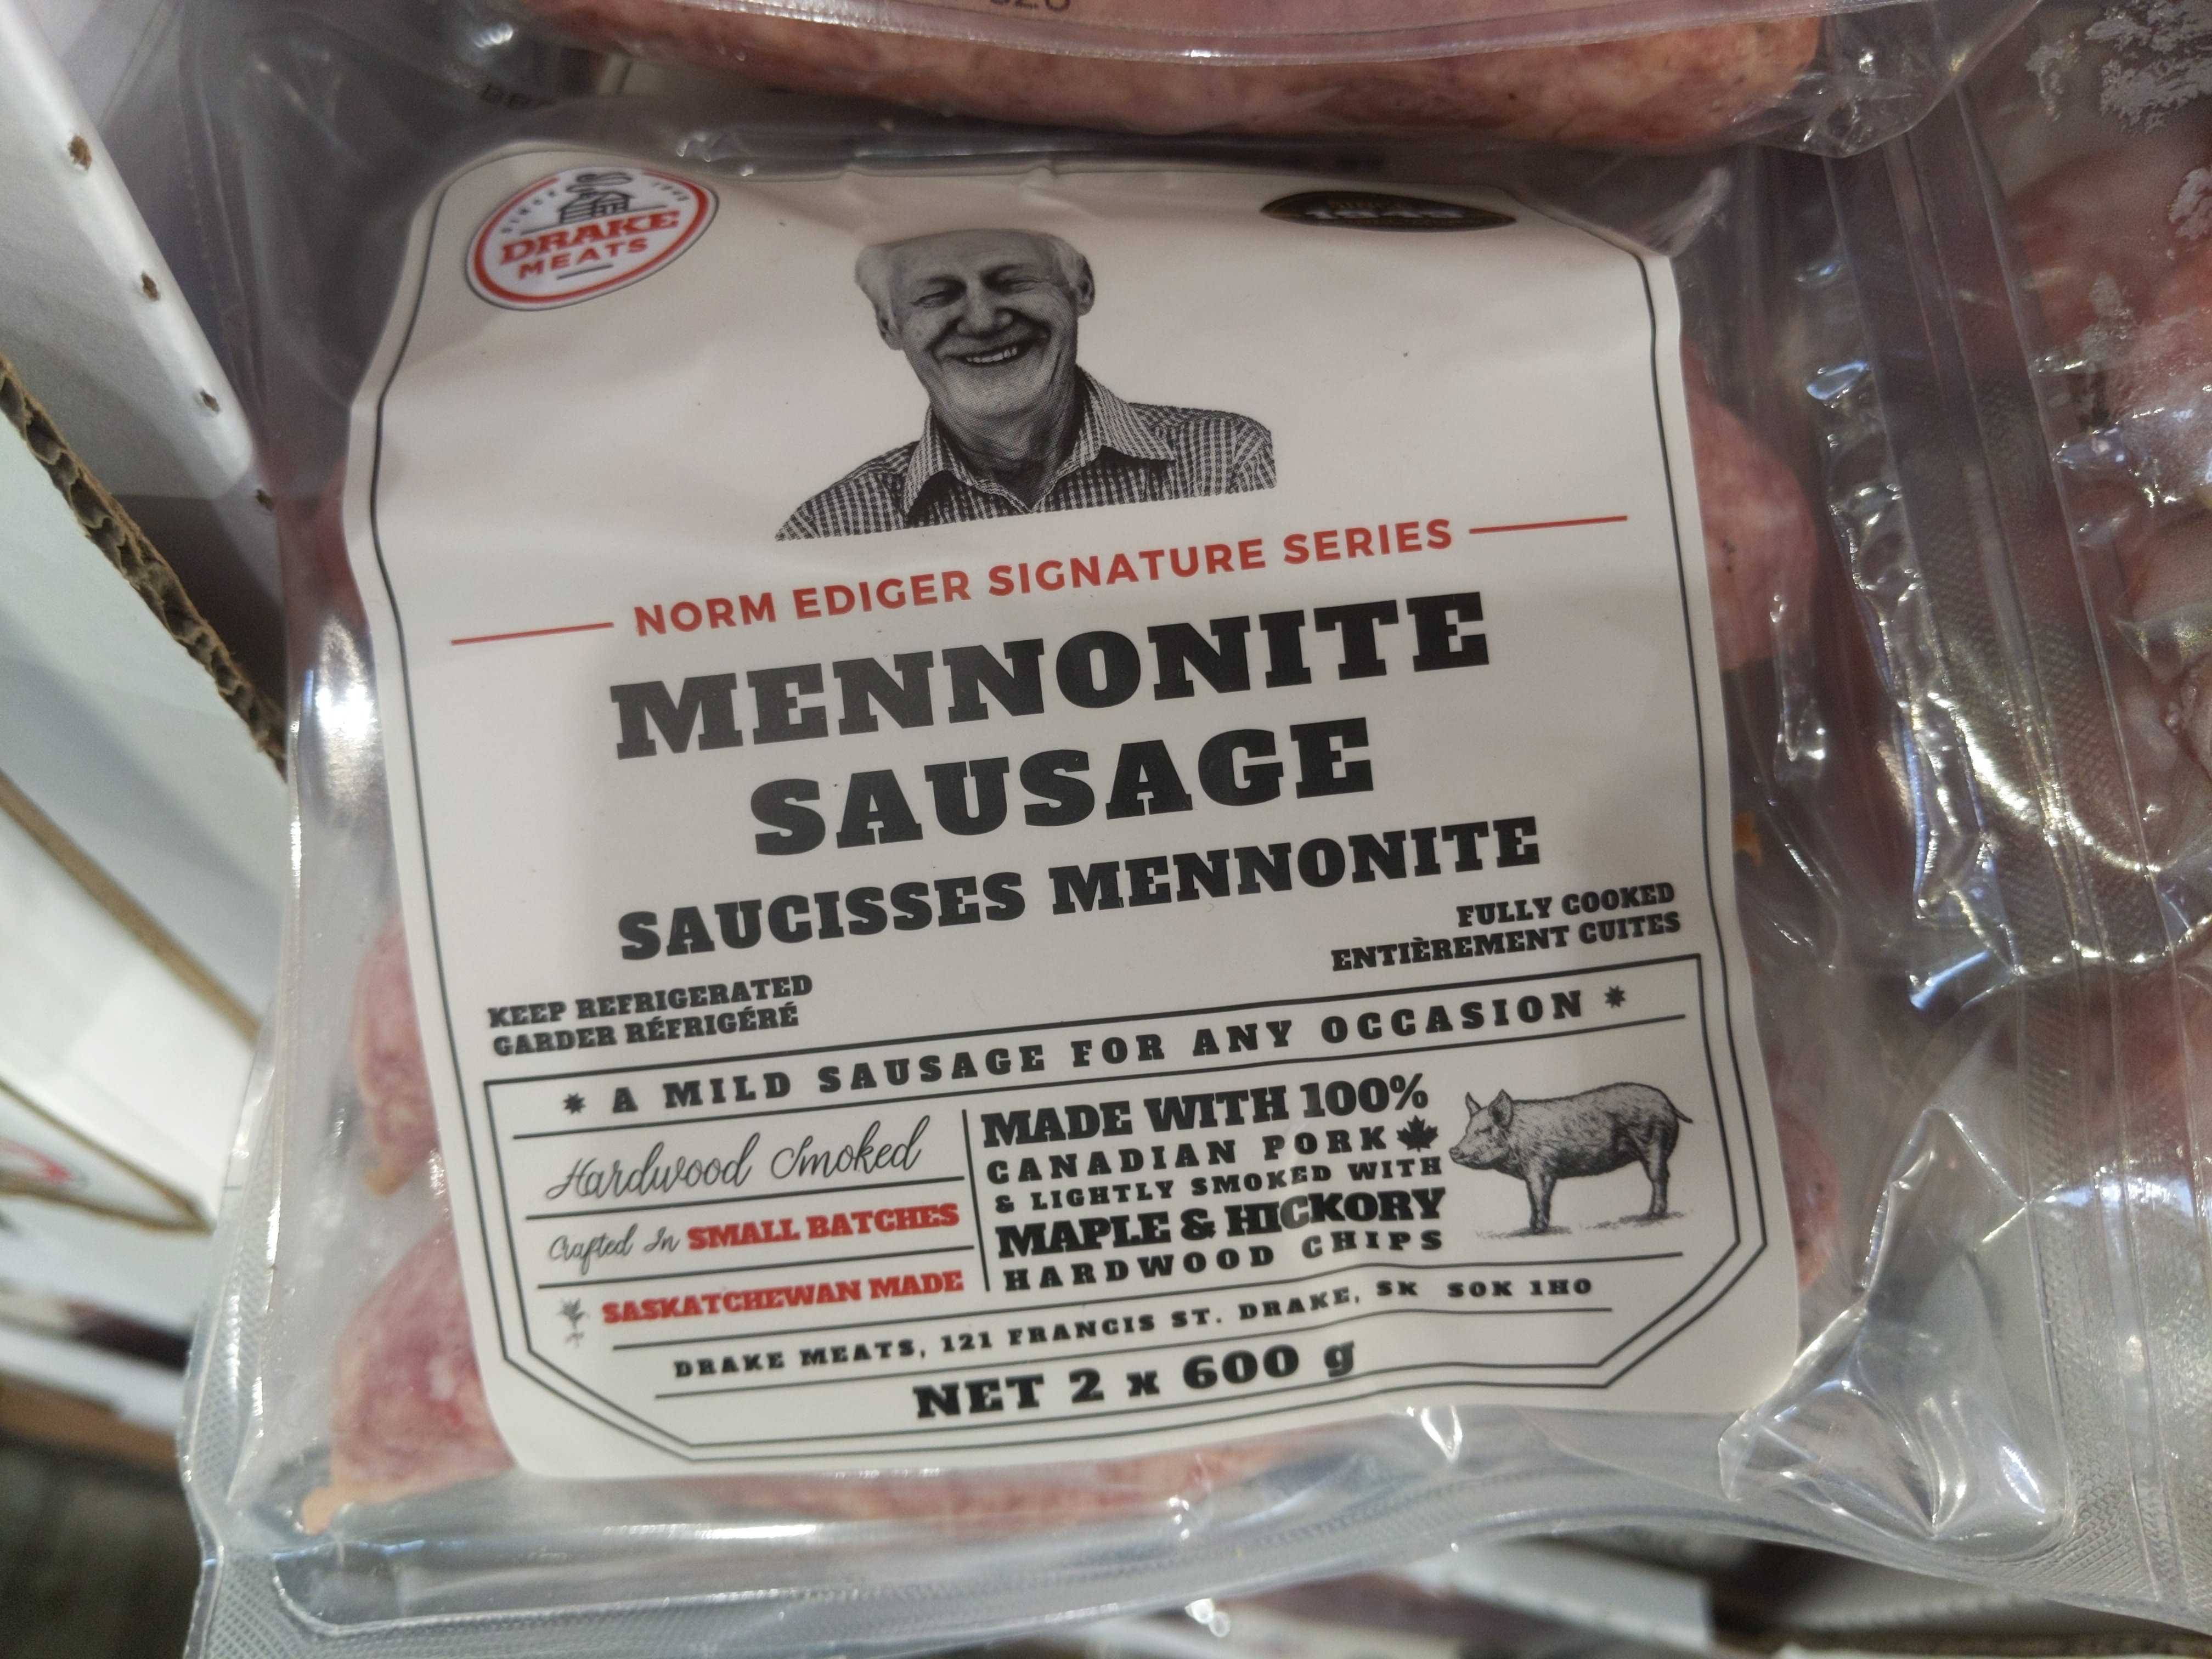 DRAKE
MEATS
NORM EDIGER SIGNATURE SERIES
MENNONITE
SAUSAGE
SAUCISSES MENNONITE
FULLY COOKED
ENTIÈREMENT CUITES
KEEP REFRIGERATED
GARDER RÉFRIGÉRÉ
* A MILD SAUSAGE FOR ANY OCCASION *
Hardwood Smoked
Crafted In SMALL BATCHES
SASKATCHEWAN MADE
MADE WITH 100%
CANADIAN PORK
& LIGHTLY SMOKED WITH
MAPLE & HICKORY
HARDWOOD CHIPS
DRAKE MEATS, 121 FRANCIS ST. DRAKE, SK S0K 1H0
NET 2 x 600 g